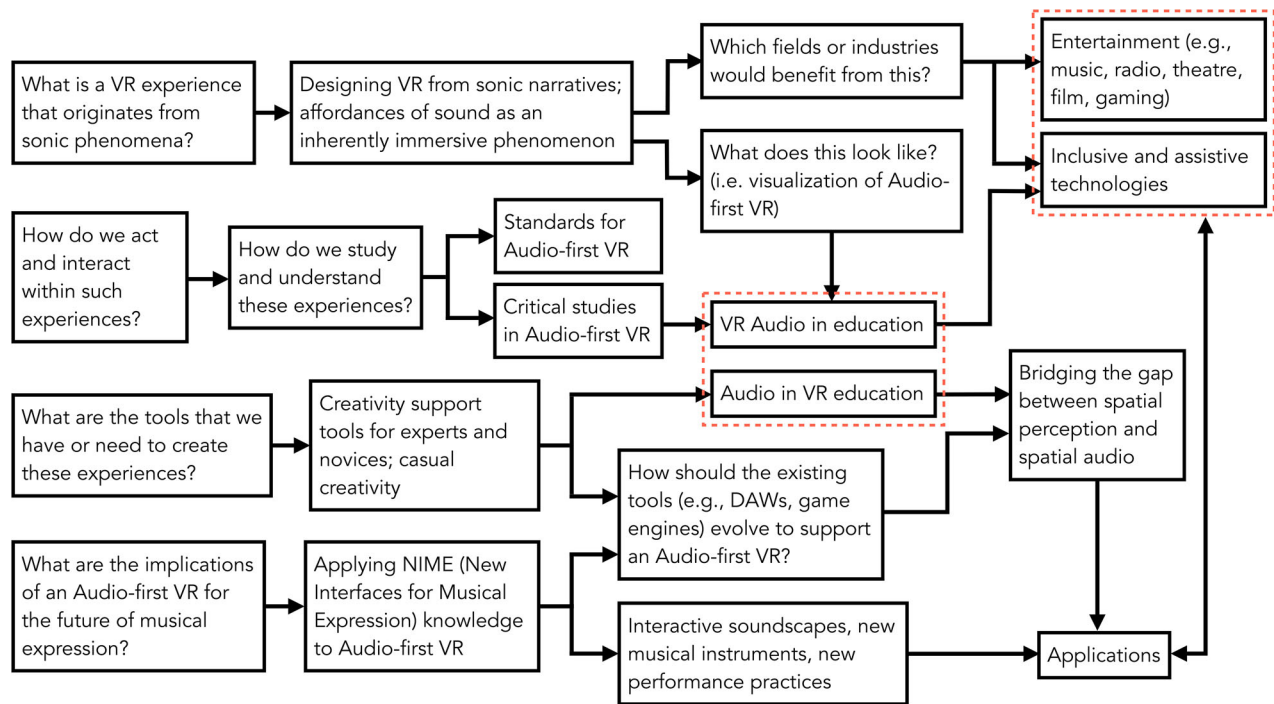 What is a VR experience
that originates from
sonic phenomena?
Designing VR from sonic narratives;
affordances of sound as an
inherently immersive phenomenon
Which fields or industries
would benefit from this?
Entertainment (e.g.,
music, radio, theatre,
film, gaming)
What does this look like?
(i.e. visualization of Audio-
first VR)
Inclusive and assistive
technologies
How do we act
and interact
within such
experiences?
How do we study
and understand
these experiences?
Standards for
Audio-first VR
Critical studies
in Audio-first VR
VR Audio in education
What are the tools that we
have or need to create
these experiences?
Creativity support
tools for experts and
novices; casual
creativity
Audio in VR education
Bridging the gap
between spatial
perception and
spatial audio
How should the existing
tools (e.g., DAWs, game
engines) evolve to support
an Audio-first VR?
What are the implications
of an Audio-first VR for
the future of musical
expression?
Applying NIME (New
Interfaces for Musical
Expression) knowledge
to Audio-first VR
Interactive soundscapes, new
musical instruments, new
performance practices
Applications